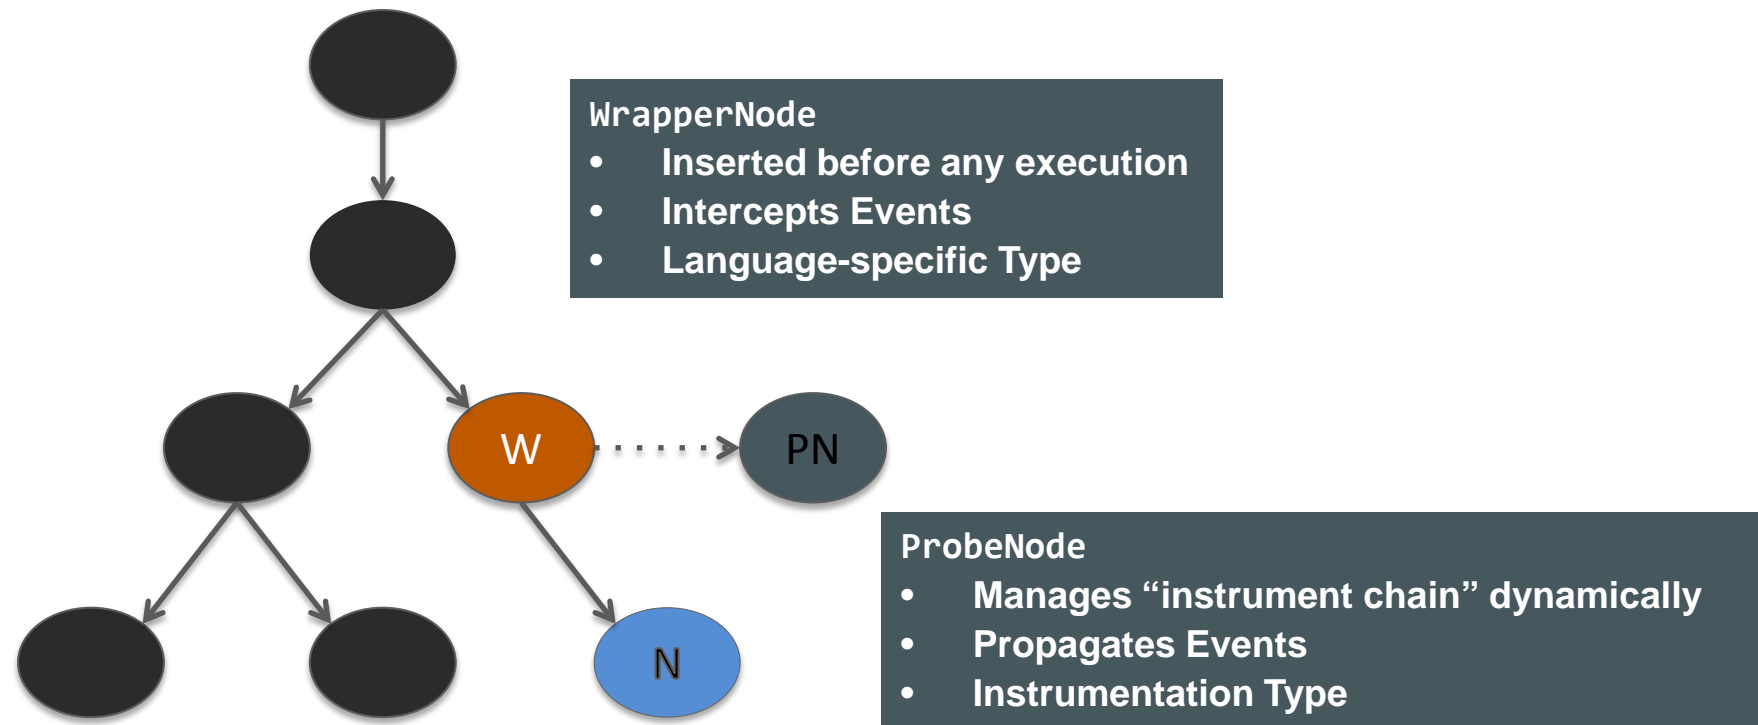 WrapperNode
• Inserted before any execution
• Intercepts Events
• Language-specific Type
W
PN
ProbeNode
• Manages “instrument chain” dynamically
• Propagates Events
• Instrumentation Type
N